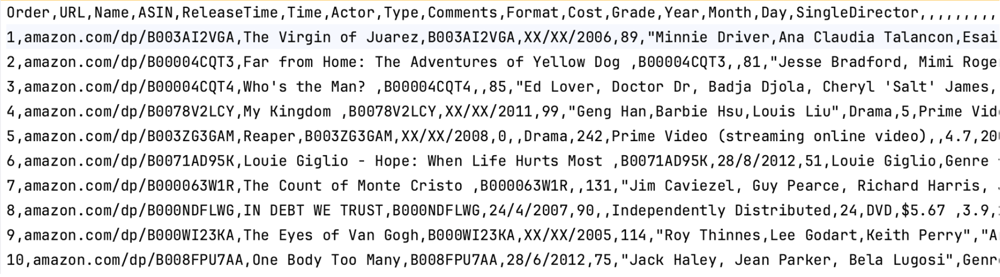 Order,URL,Name,ASIN,ReleaseTime,Time,Actor,Type,Comments,Format,Cost,Grade,Year,Month,Day,SingleDirector,,,,,,,,,
1,amazon.com/dp/B003AI2VGA,The Virgin of Juarez,B003AI2VGA,XX/XX/2006,89,"Minnie Driver,Ana Claudia Talancon,Esai
2,amazon.com/dp/B00004CQT3,Far from Home: The Adventures of Yellow Dog ,B00004CQT3,,81,"Jesse Bradford, Mimi Roge
3,amazon.com/dp/B00004CQT4,Who's the Man? ,B00004CQT4,,85,"Ed Lover, Doctor Dr, Badja Djola, Cheryl 'Salt' James,
4,amazon.com/dp/B0078V2LCY,My Kingdom ,B0078V2LCY,XX/XX/2011,99,"Geng Han,Barbie Hsu,Louis Liu",Drama,5,Prime Vid
5,amazon.com/dp/B003ZG3GAM,Reaper,B003ZG3GAM,XX/XX/2008,0,,Drama,242,Prime Video (streaming online video),,4.7,20
6,amazon.com/dp/B0071AD95K,Louie Giglio - Hope: When Life Hurts Most ,B0071AD95K,28/8/2012,51,Louie Giglio,Genre
7,amazon.com/dp/B000063W1R,The Count of Monte Cristo ,B000063W1R,,131,"Jim Caviezel, Guy Pearce, Richard Harris,
8,amazon.com/dp/B000NDFLWG,IN DEBT WE TRUST,B000NDFLWG,24/4/2007,90,,Independently Distributed,24,DVD,$5.67 ,3.9,
9,amazon.com/dp/B000WI23KA,The Eyes of Van Gogh,B000WI23KA,XX/XX/2005,114,"Roy Thinnes,Lee Godart,Keith Perry","A
10,amazon.com/dp/B008FPU7AA,One Body Too Many,B008FPU7AA,28/6/2012,75,"Jack Haley, Jean Parker, Bela Lugosi",Genr